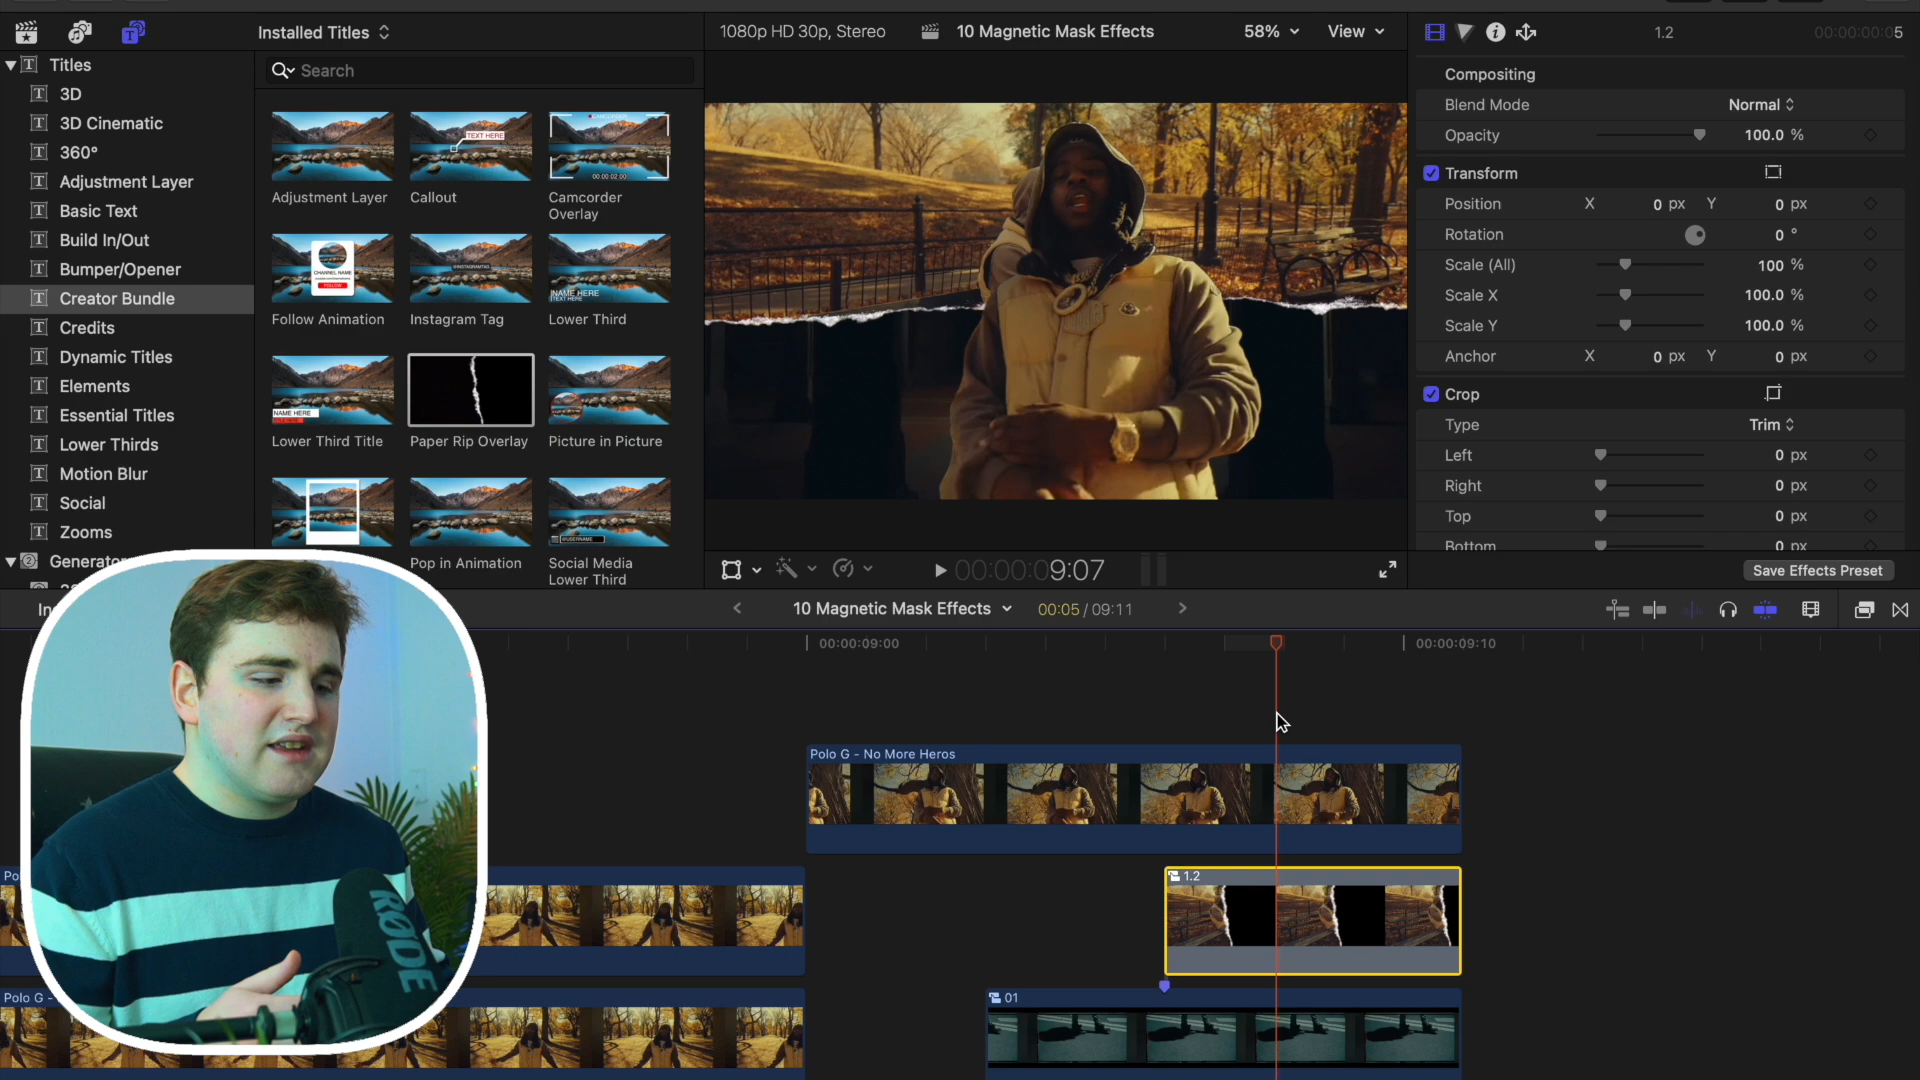 Installed Titles
1080p HD 30p, Stereo
10 Magnetic Mask Effects
58%
View
1.2
00:00:00:05
Titles
3D
3D Cinematic
360°
Adjustment Layer
Basic Text
Build In/Out
Bumper/Opener
Creator Bundle
Credits
Dynamic Titles
Elements
Essential Titles
Lower Thirds
Motion Blur
Social
Zooms
Search
TEXT HERE
00:00:02:00
Adjustment Layer
Callout
Camcorder Overlay
CHANNEL NAME
FOLLOW
@INSTAGRAMTAG
NAME HERE
TEXT HERE
Follow Animation
Instagram Tag
Lower Third
NAME HERE
Lower Third Title
Paper Rip Overlay
Picture in Picture
@USERNAME
Pop in Animation
Social Media Lower Third
Compositing
Blend Mode Normal
Opacity 100.0 %
Transform
Position X 0 px Y 0 px
Rotation 0 °
Scale (All) 100 %
Scale X 100.0 %
Scale Y 100.0 %
Anchor X 0 px Y 0 px
Crop
Type Trim
Left 0 px
Right 0 px
Top 0 px
Bottom 0 px
Save Effects Preset
00:00:09:07
10 Magnetic Mask Effects
00:05 / 09:11
00:00:09:00
00:00:09:10
Polo G - No More Heros
1.2
Po
Polo G -
01
RØDE